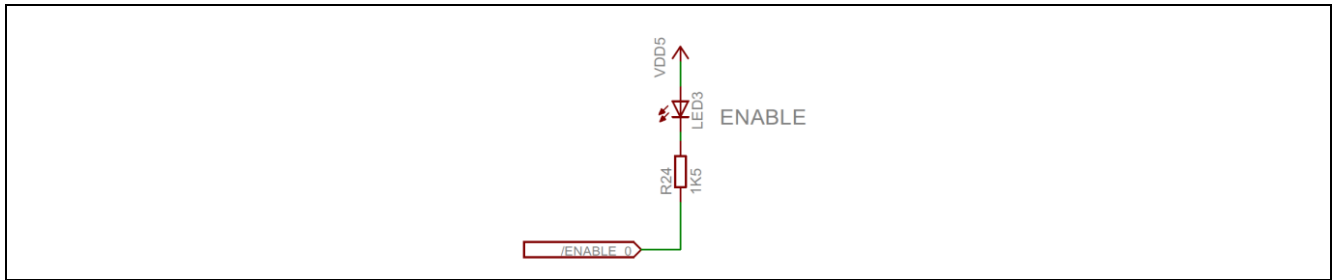 VDD5
LED3
ENABLE
R24
1K5
/ENABLE_0